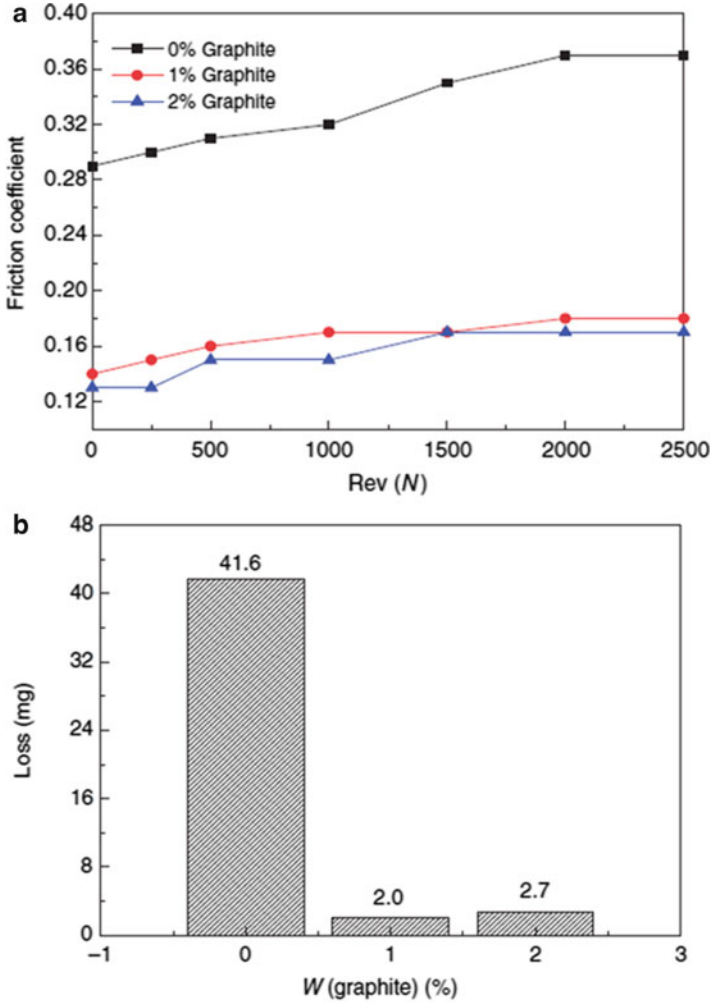 a
0.40
0.36
0.32
0.28
0.24
0.20
0.16
0.12
Friction coefficient
0% Graphite
1% Graphite
2% Graphite
0 500 1000 1500 2000 2500
Rev (N)
b
48
40
32
24
16
8
0
Loss (mg)
41.6
2.0
2.7
−1 0 1 2 3
W (graphite) (%)